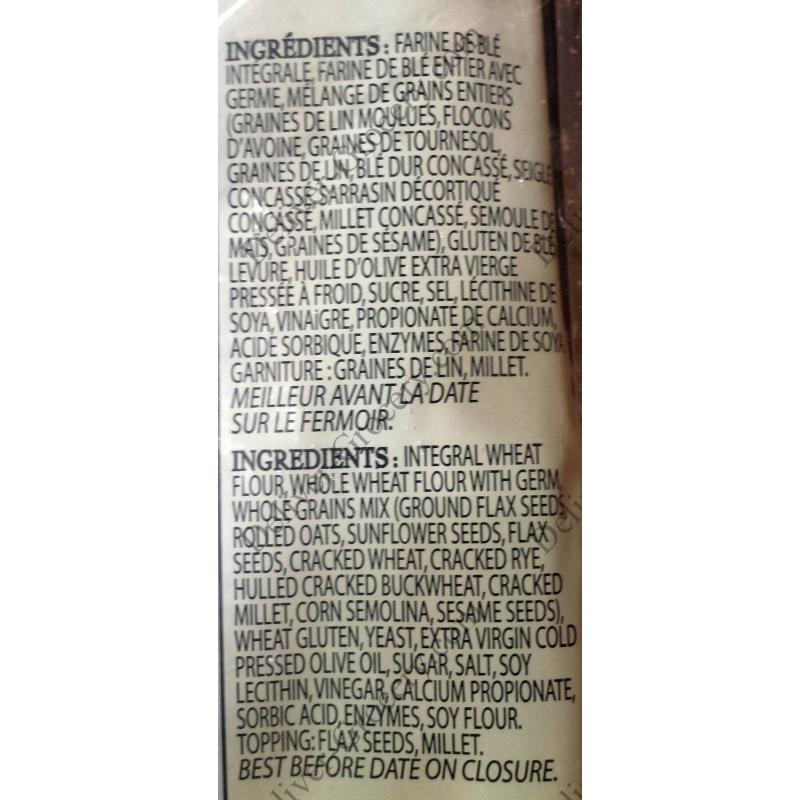 INGRÉDIENTS : FARINE DE BLÉ
INTÉGRALE, FARINE DE BLÉ ENTIER AVEC
GERME, MÉLANGE DE GRAINS ENTIERS
(GRAINES DE LIN MOULUES, FLOCONS
D'AVOINE, GRAINES DE TOURNESOL,
GRAINES DE LIN, BLÉ DUR CONCASSÉ, SEIGLE
CONCASSÉ, SARRASIN DÉCORTIQUÉ
CONCASSÉ, MILLET CONCASSÉ, SEMOULE DE
MAÏS, GRAINES DE SÉSAME), GLUTEN DE BLÉ,
LEVURE, HUILE D'OLIVE EXTRA VIERGE
PRESSÉE À FROID, SUCRE, SEL, LÉCITHINE DE
SOYA, VINAiGRE, PROPIONATE DE CALCIUM,
ACIDE SORBIQUE, ENZYMES, FARINE DE SOYA.
GARNITURE : GRAINES DE LIN, MILLET.
MEILLEUR AVANT LA DATE
SUR LE FERMOIR.
INGREDIENTS : INTEGRAL WHEAT
FLOUR, WHOLE WHEAT FLOUR WITH GERM,
WHOLE GRAINS MIX (GROUND FLAX SEEDS,
ROLLED OATS, SUNFLOWER SEEDS, FLAX
SEEDS, CRACKED WHEAT, CRACKED RYE,
HULLED CRACKED BUCKWHEAT, CRACKED
MILLET, CORN SEMOLINA, SESAME SEEDS),
WHEAT GLUTEN, YEAST, EXTRA VIRGIN COLD
PRESSED OLIVE OIL, SUGAR, SALT, SOY
LECITHIN, VINEGAR, CALCIUM PROPIONATE,
SORBIC ACID, ENZYMES, SOY FLOUR.
TOPPING: FLAX SEEDS, MILLET.
BEST BEFORE DATE ON CLOSURE.